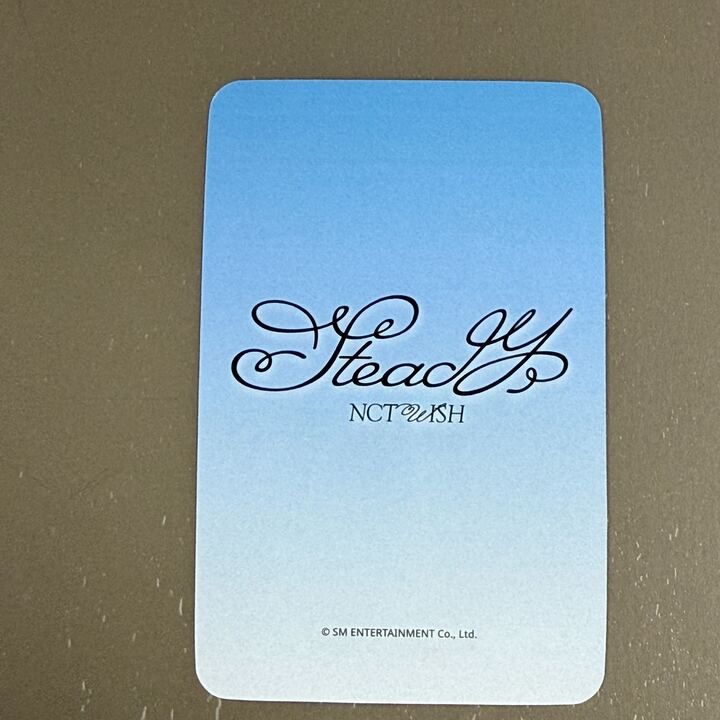 Steady
NCT WISH
© SM ENTERTAINMENT Co., Ltd.